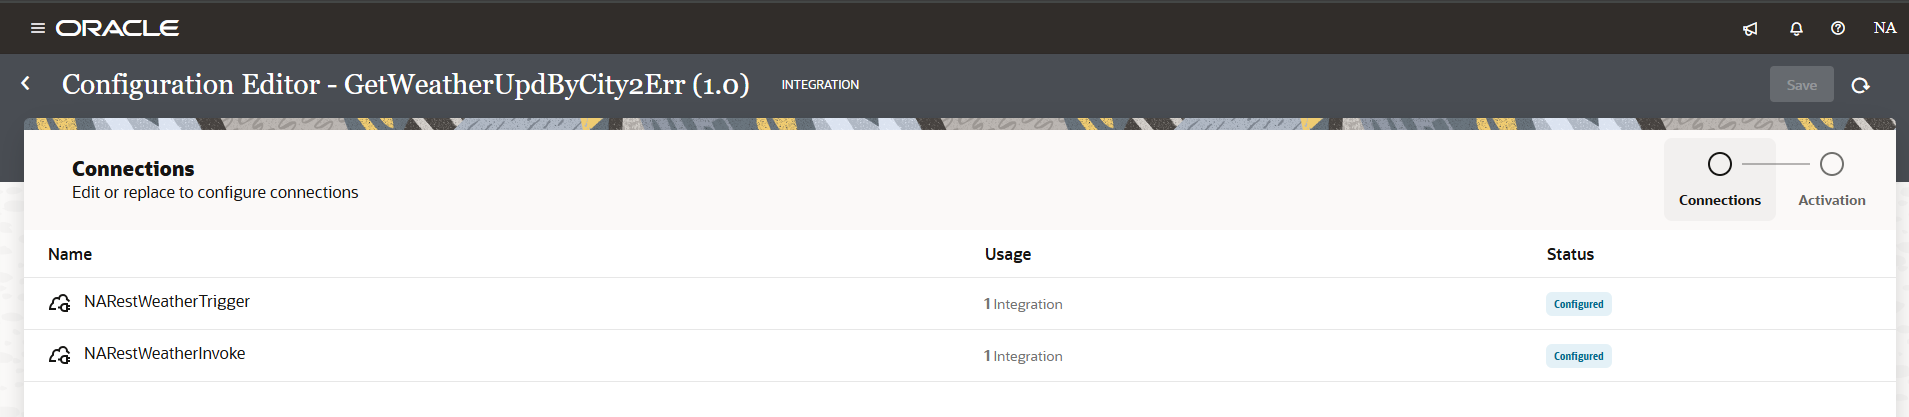 ORACLE
NA
Configuration Editor - GetWeatherUpdByCity2Err (1.0) INTEGRATION
Save
Connections
Edit or replace to configure connections
Connections Activation
Name Usage Status
NARestWeatherTrigger 1 Integration Configured
NARestWeatherInvoke 1 Integration Configured